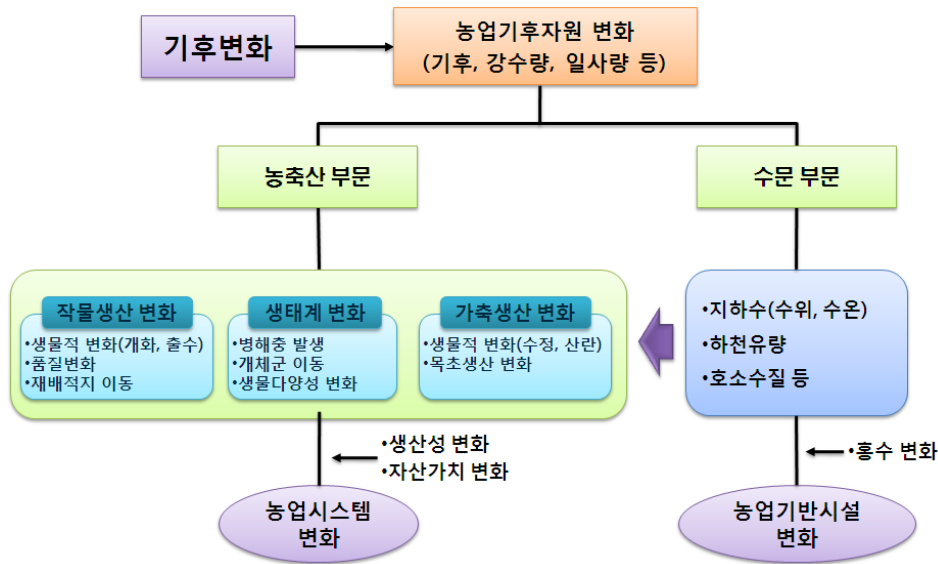 기후변화
농업기후자원 변화
(기후, 강수량, 일사량 등)
농축산 부문
수문 부문
작물생산 변화
•생물적 변화(개화, 출수)
•품질변화
•재배적지 이동
생태계 변화
•병해충 발생
•개체군 이동
•생물다양성 변화
가축생산 변화
•생물적 변화(수정, 산란)
•목초생산 변화
•지하수(수위, 수온)
•하천유량
•호소수질 등
•생산성 변화
•자산가치 변화
•홍수 변화
농업시스템
변화
농업기반시설
변화